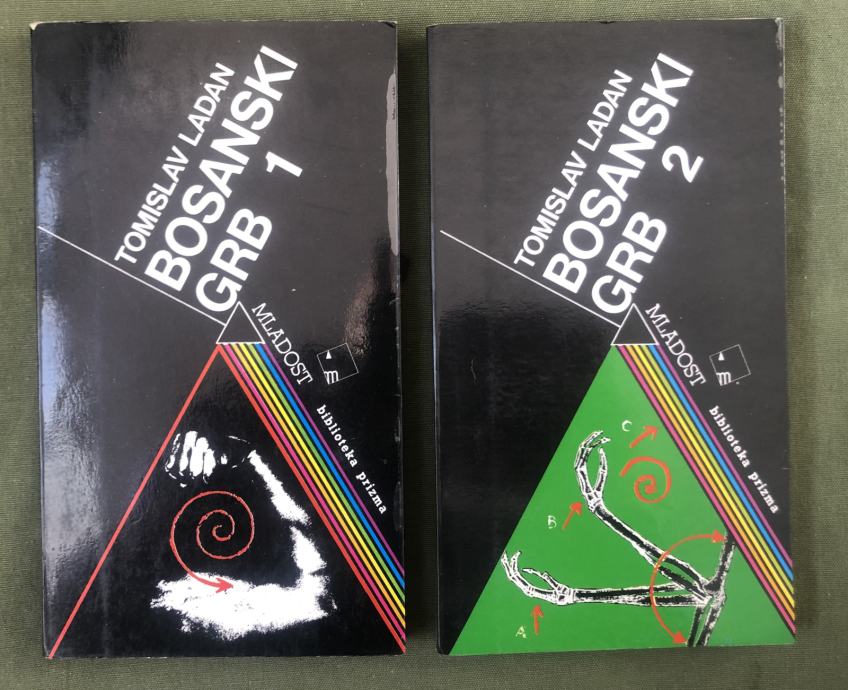 TOMISLAV LADAN
BOSANSKI
GRB 1
MLADOST
m
biblioteka prizma
TOMISLAV LADAN
BOSANSKI
GRB 2
MLADOST
m
biblioteka prizma
C
B
A